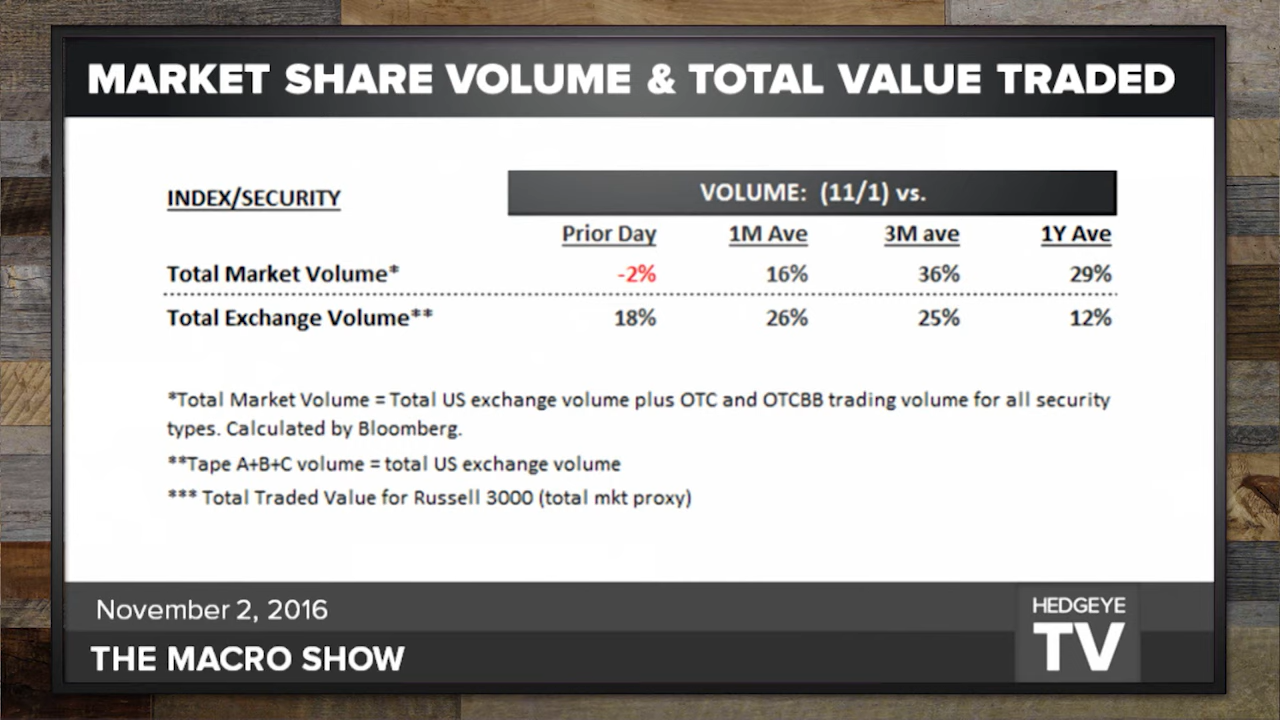 MARKET SHARE VOLUME & TOTAL VALUE TRADED
INDEX/SECURITY
VOLUME: (11/1) vs.
Prior Day 1M Ave 3M ave 1Y Ave
Total Market Volume* -2% 16% 36% 29%
Total Exchange Volume** 18% 26% 25% 12%
*Total Market Volume = Total US exchange volume plus OTC and OTCBB trading volume for all security
types. Calculated by Bloomberg.
**Tape A+B+C volume = total US exchange volume
*** Total Traded Value for Russell 3000 (total mkt proxy)
November 2, 2016
THE MACRO SHOW
HEDGEYE
TV